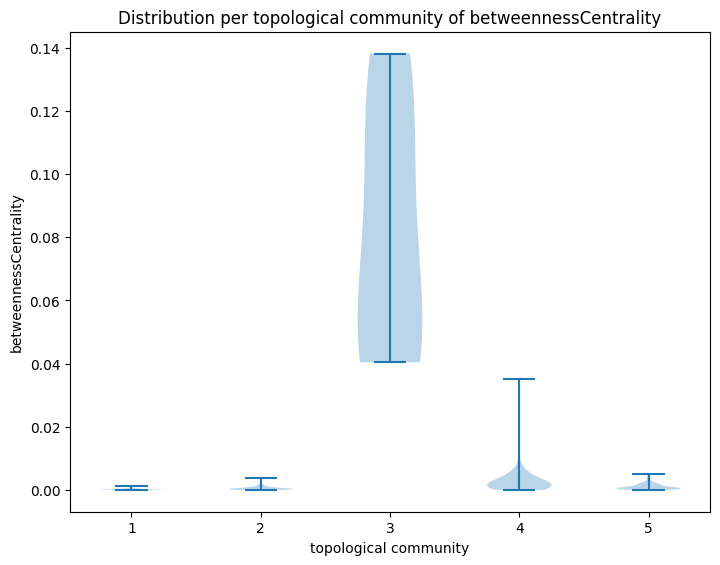 Distribution per topological community of betweennessCentrality
0.14
0.12
0.10
0.08
0.06
0.04
0.02
0.00
betweennessCentrality
1 2 3 4 5
topological community